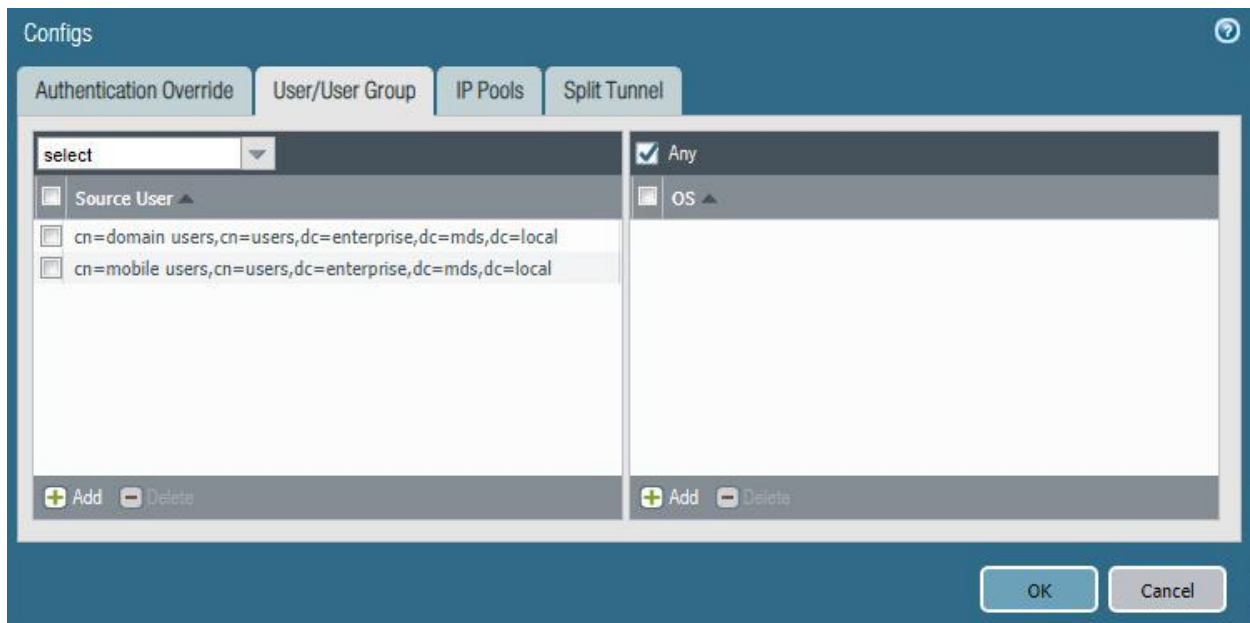 Configs
Authentication Override User/User Group IP Pools Split Tunnel
select Any
Source User OS
cn=domain users,cn=users,dc=enterprise,dc=mds,dc=local
cn=mobile users,cn=users,dc=enterprise,dc=mds,dc=local
Add Delete Add Delete
OK Cancel